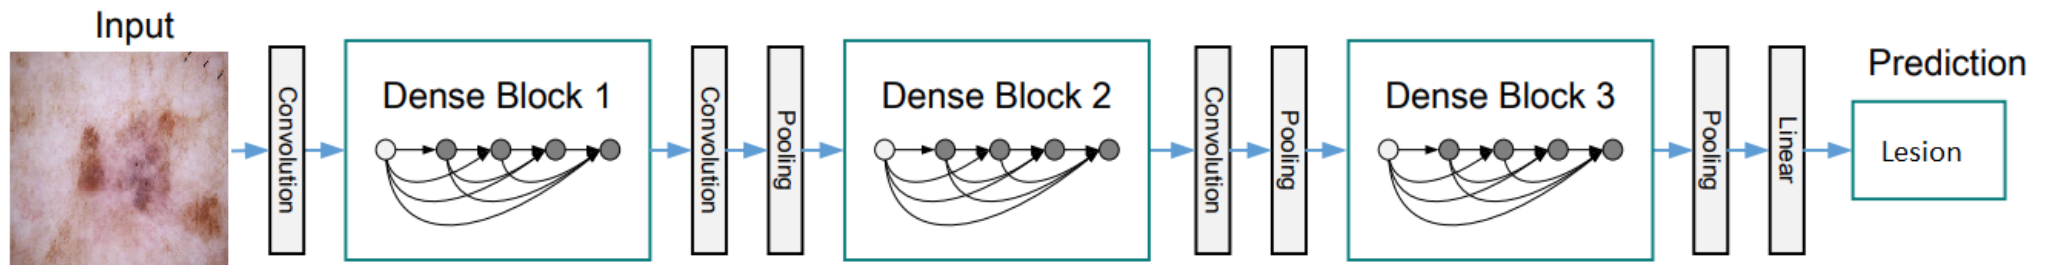 Input
Convolution
Dense Block 1
Convolution
Pooling
Dense Block 2
Convolution
Pooling
Dense Block 3
Pooling
Linear
Prediction
Lesion